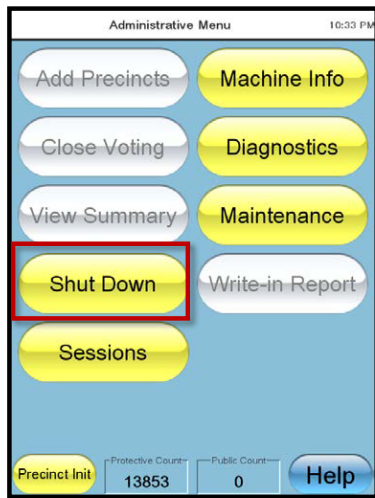 Administrative Menu 10:33 PM
Add Precincts Machine Info
Close Voting Diagnostics
View Summary Maintenance
Shut Down Write-in Report
Sessions
Precinct Init Protective Count 13853 Public Count 0 Help